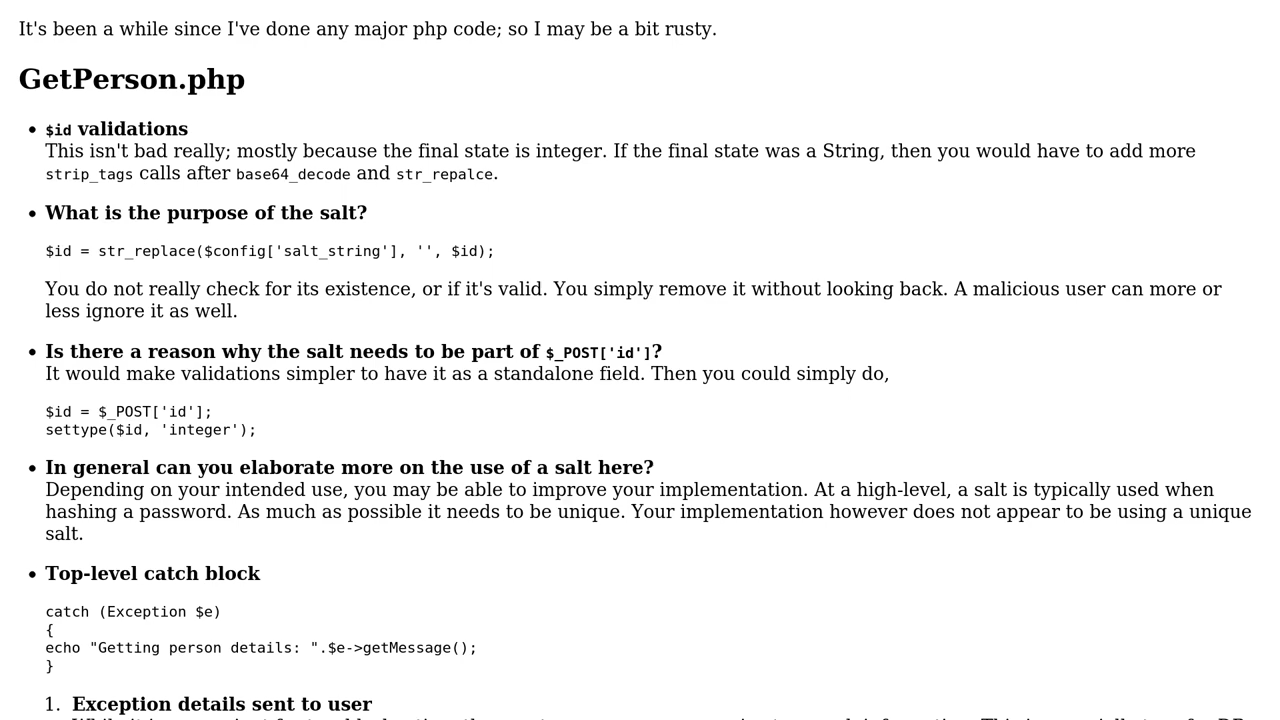 It's been a while since I've done any major php code; so I may be a bit rusty.
GetPerson.php
• $id validations
This isn't bad really; mostly because the final state is integer. If the final state was a String, then you would have to add more
strip_tags calls after base64_decode and str_repalce.
• What is the purpose of the salt?
$id = str_replace($config['salt_string'], '', $id);
You do not really check for its existence, or if it's valid. You simply remove it without looking back. A malicious user can more or
less ignore it as well.
• Is there a reason why the salt needs to be part of $_POST['id']?
It would make validations simpler to have it as a standalone field. Then you could simply do,
$id = $_POST['id'];
settype($id, 'integer');
• In general can you elaborate more on the use of a salt here?
Depending on your intended use, you may be able to improve your implementation. At a high-level, a salt is typically used when
hashing a password. As much as possible it needs to be unique. Your implementation however does not appear to be using a unique
salt.
• Top-level catch block
catch (Exception $e)
{
echo "Getting person details: ".$e->getMessage();
}
1. Exception details sent to user